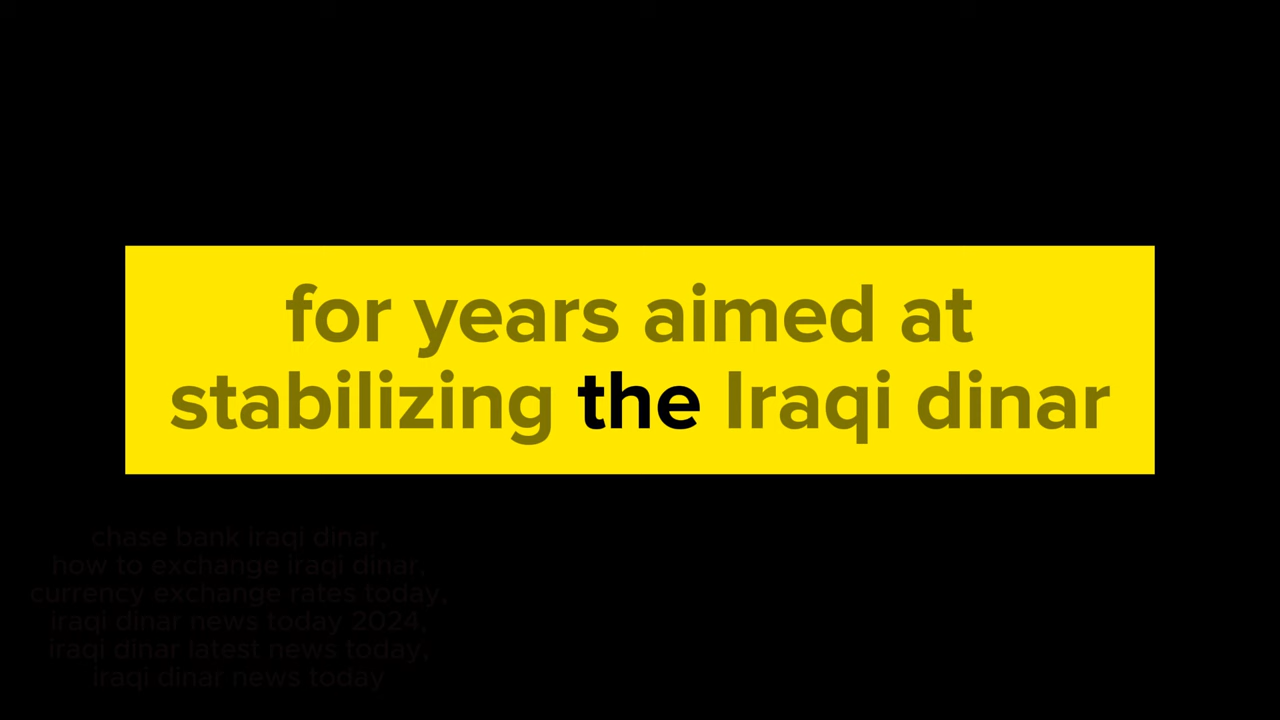 for years aimed at
stabilizing the Iraqi dinar
chase bank iraqi dinar,
how to exchange iraqi dinar,
currency exchange rates today,
iraqi dinar news today 2024,
iraqi dinar latest news today,
iraqi dinar news today